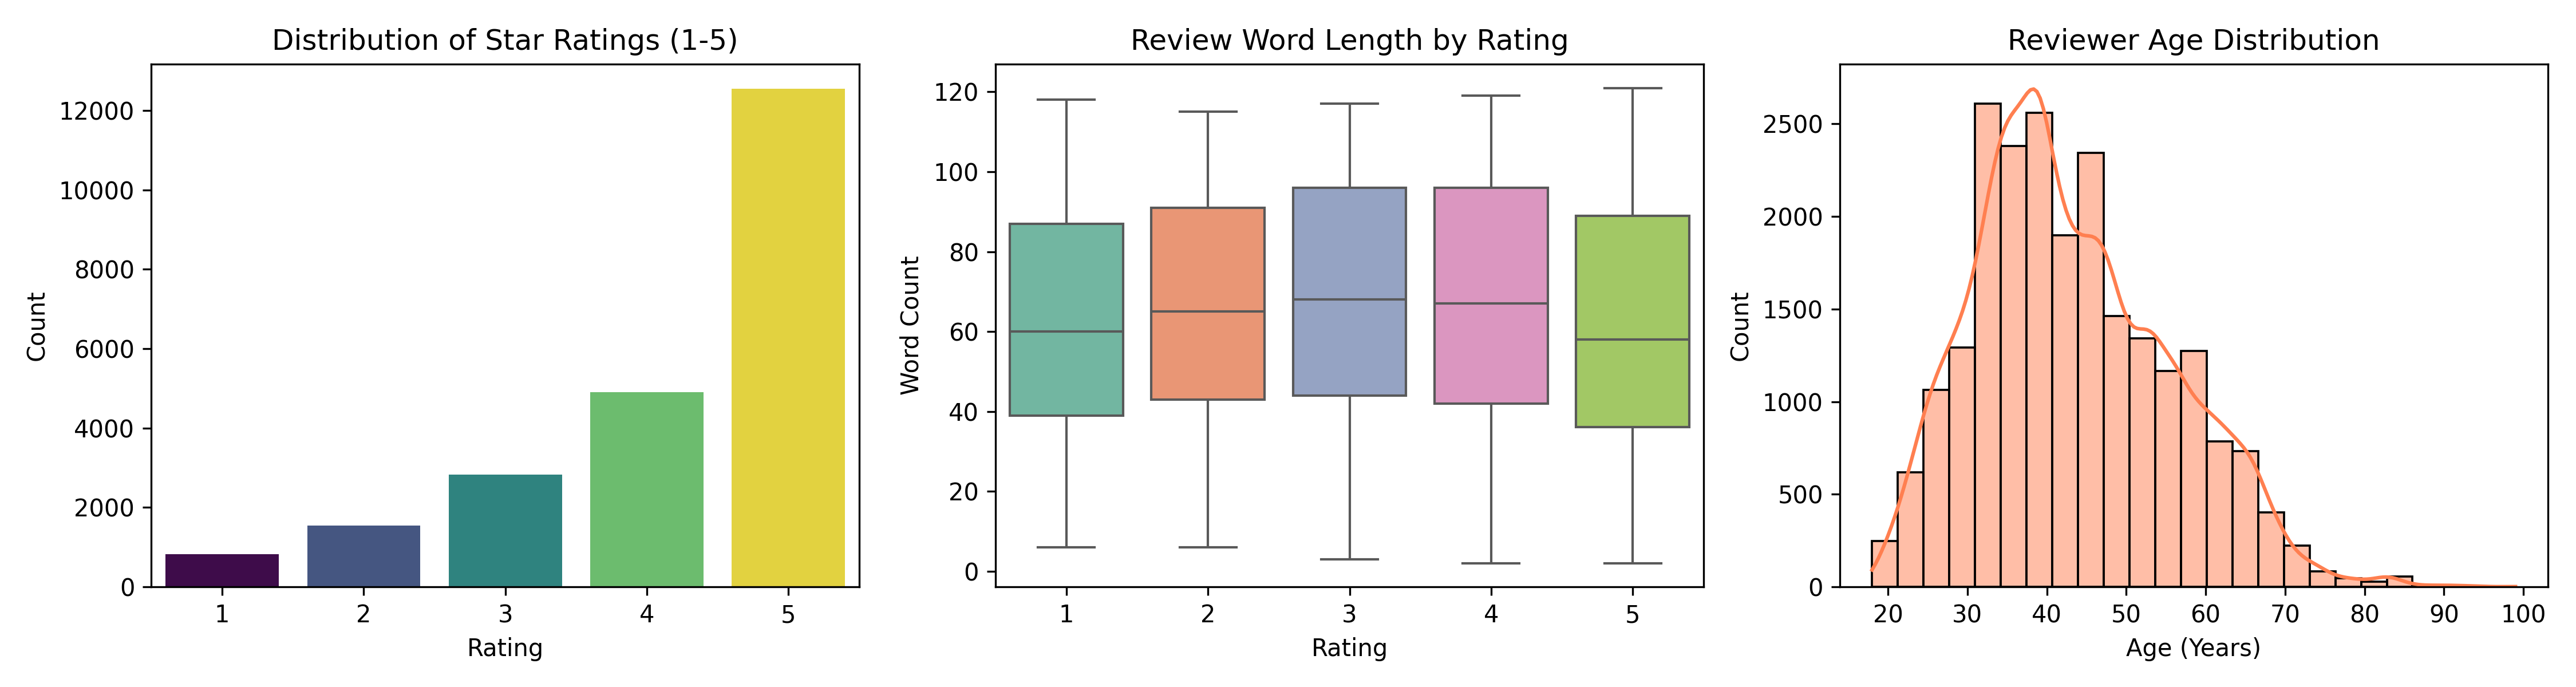 Distribution of Star Ratings (1-5)
Count
12000
10000
8000
6000
4000
2000
0
1 2 3 4 5
Rating
Review Word Length by Rating
Word Count
120
100
80
60
40
20
0
1 2 3 4 5
Rating
Reviewer Age Distribution
Count
2500
2000
1500
1000
500
0
20 30 40 50 60 70 80 90 100
Age (Years)